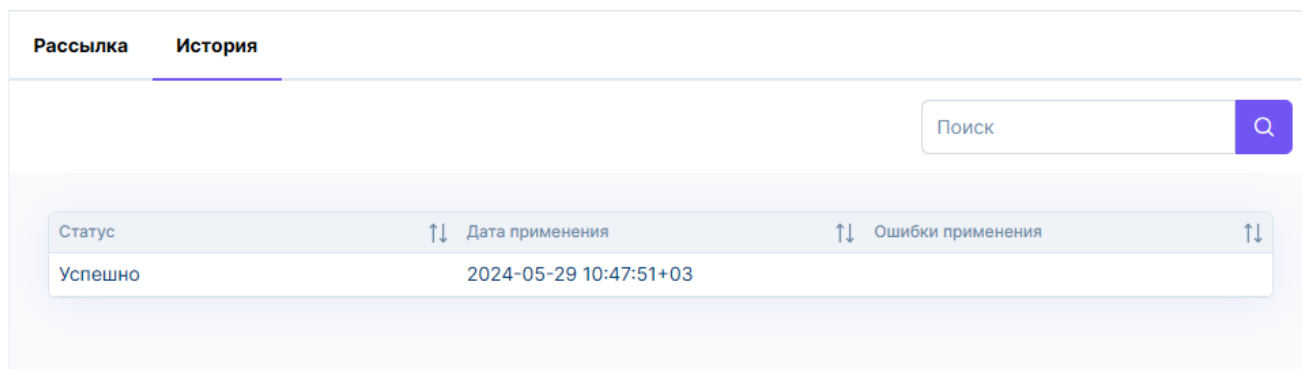 Рассылка История
Поиск
Статус Дата применения Ошибки применения
Успешно 2024-05-29 10:47:51+03